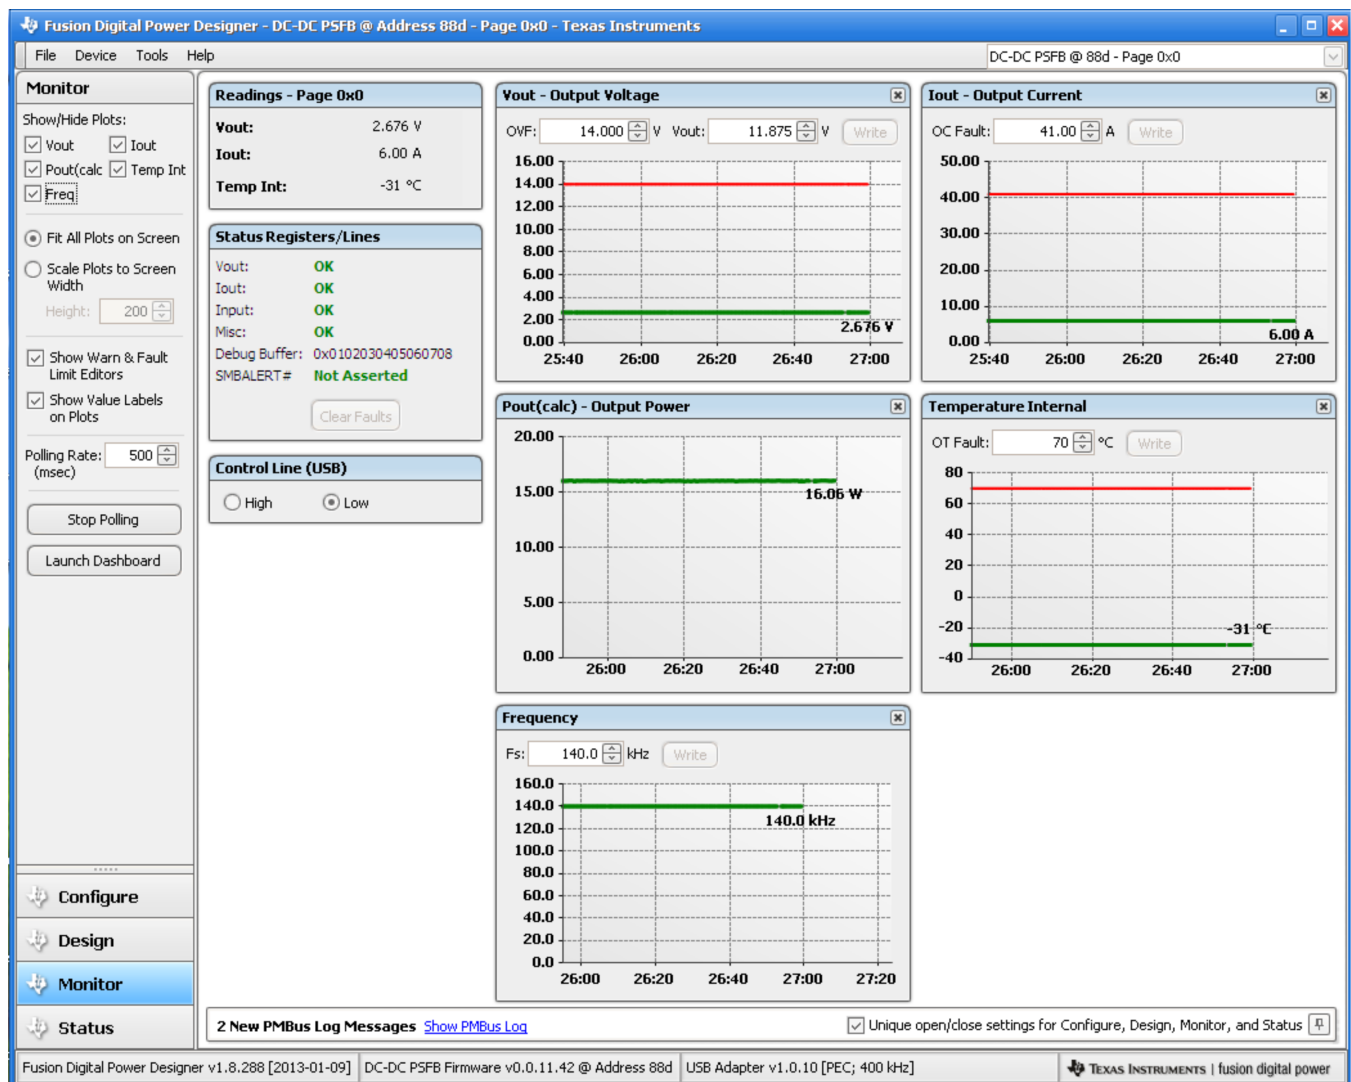 Fusion Digital Power Designer - DC-DC PSFB @ Address 88d - Page 0x0 - Texas Instruments
File Device Tools Help
DC-DC PSFB @ 88d - Page 0x0
Monitor
Show/Hide Plots:
Vout Iout
Pout(calc Temp Int
Freq
Fit All Plots on Screen
Scale Plots to Screen
Width
Height: 200
Show Warn & Fault
Limit Editors
Show Value Labels
on Plots
Polling Rate: 500
(msec)
Stop Polling
Launch Dashboard
Configure
Design
Monitor
Status
Readings - Page 0x0
Vout: 2.676 V
Iout: 6.00 A
Temp Int: -31 °C
Status Registers/Lines
Vout: OK
Iout: OK
Input: OK
Misc: OK
Debug Buffer: 0x0102030405060708
SMBALERT# Not Asserted
Clear Faults
Control Line (USB)
High Low
Vout - Output Voltage
OVF: 14.000 V Vout: 11.875 V Write
16.00
14.00
12.00
10.00
8.00
6.00
4.00
2.00
0.00
2.676 V
25:40 26:00 26:20 26:40 27:00
Iout - Output Current
OC Fault: 41.00 A Write
50.00
40.00
30.00
20.00
10.00
0.00
6.00 A
25:40 26:00 26:20 26:40 27:00
Pout(calc) - Output Power
20.00
15.00
10.00
5.00
0.00
16.06 W
26:00 26:20 26:40 27:00
Temperature Internal
OT Fault: 70 °C Write
80
60
40
20
0
-20
-40
-31 °C
26:00 26:20 26:40 27:00
Frequency
Fs: 140.0 kHz Write
160.0
140.0
120.0
100.0
80.0
60.0
40.0
20.0
0.0
140.0 kHz
26:00 26:20 26:40 27:00 27:20
2 New PMBus Log Messages Show PMBus Log
Unique open/close settings for Configure, Design, Monitor, and Status
Fusion Digital Power Designer v1.8.288 [2013-01-09] DC-DC PSFB Firmware v0.0.11.42 @ Address 88d USB Adapter v1.0.10 [PEC; 400 kHz]
TEXAS INSTRUMENTS | fusion digital power